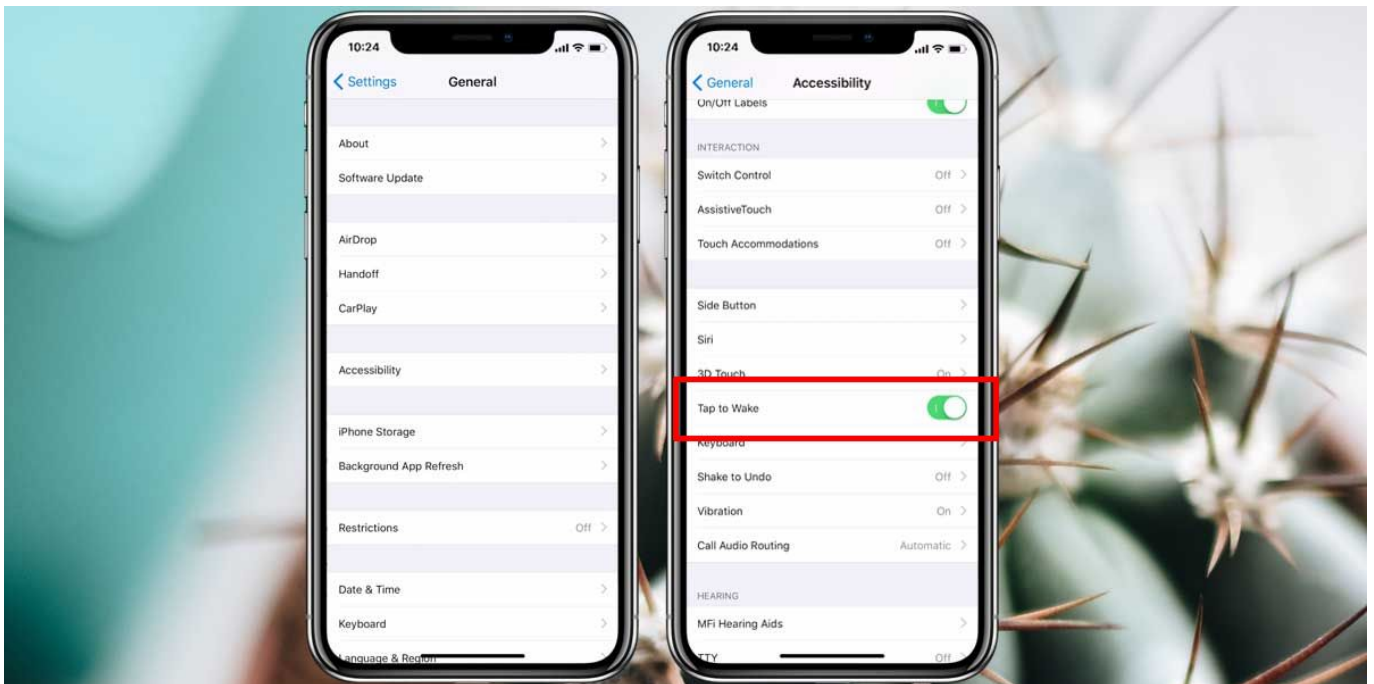 10:24
Settings General
About
Software Update
AirDrop
Handoff
CarPlay
Accessibility
iPhone Storage
Background App Refresh
Restrictions Off
Date & Time
Keyboard
Language & Region
10:24
General Accessibility
On/Off Labels
INTERACTION
Switch Control Off
AssistiveTouch Off
Touch Accommodations Off
Side Button
Siri
3D Touch On
Tap to Wake
Keyboard
Shake to Undo Off
Vibration On
Call Audio Routing Automatic
HEARING
MFi Hearing Aids
TTY Off